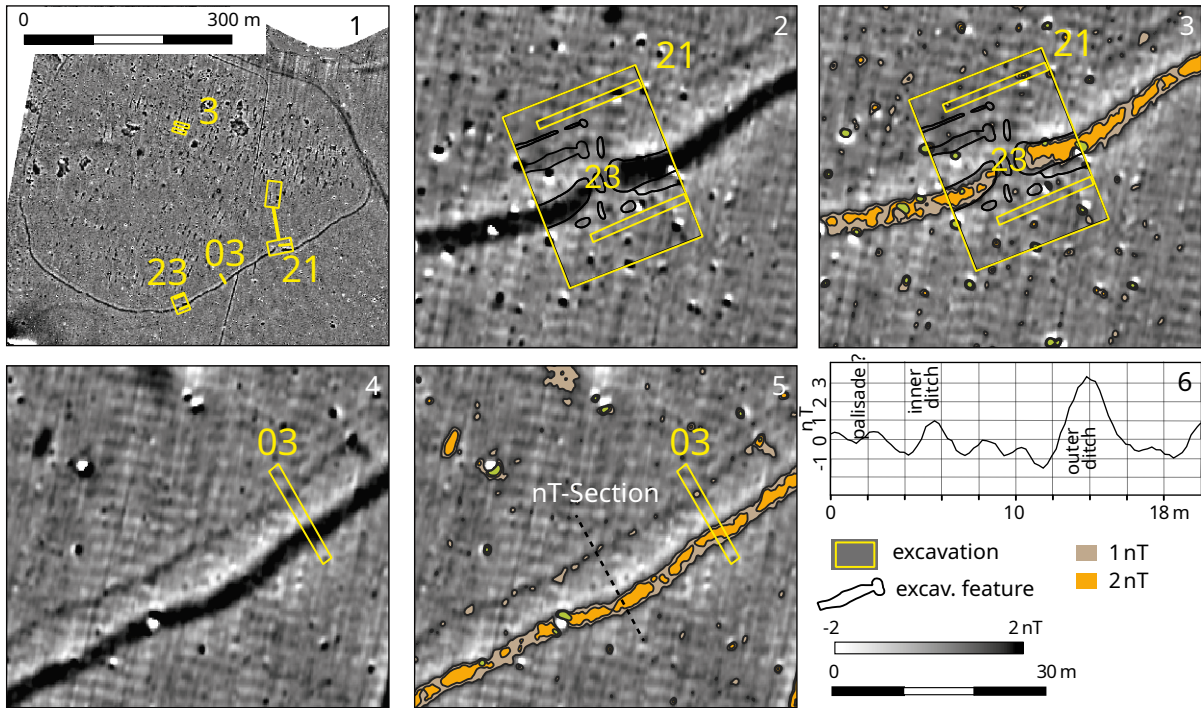 0 300 m
1
3
03
23
21
2
21
23
3
21
23
4
03
5
03
nT-Section
6
nT
3
2
1
0
-1
palisade ?
inner
ditch
outer
ditch
0 10 18 m
excavation
excav. feature
1 nT
2 nT
-2 2 nT
0 30 m